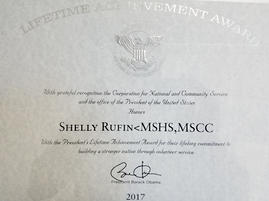 LIFETIME ACHIEVEMENT AWARD
With grateful recognition the Corporation for National and Community Service
and the office of the President of the United States
Honors
SHELLY RUFIN<MSHS,MSCC
With the President's Lifetime Achievement Award for their lifelong commitment to
building a stronger nation through volunteer service
President Barack Obama
2017